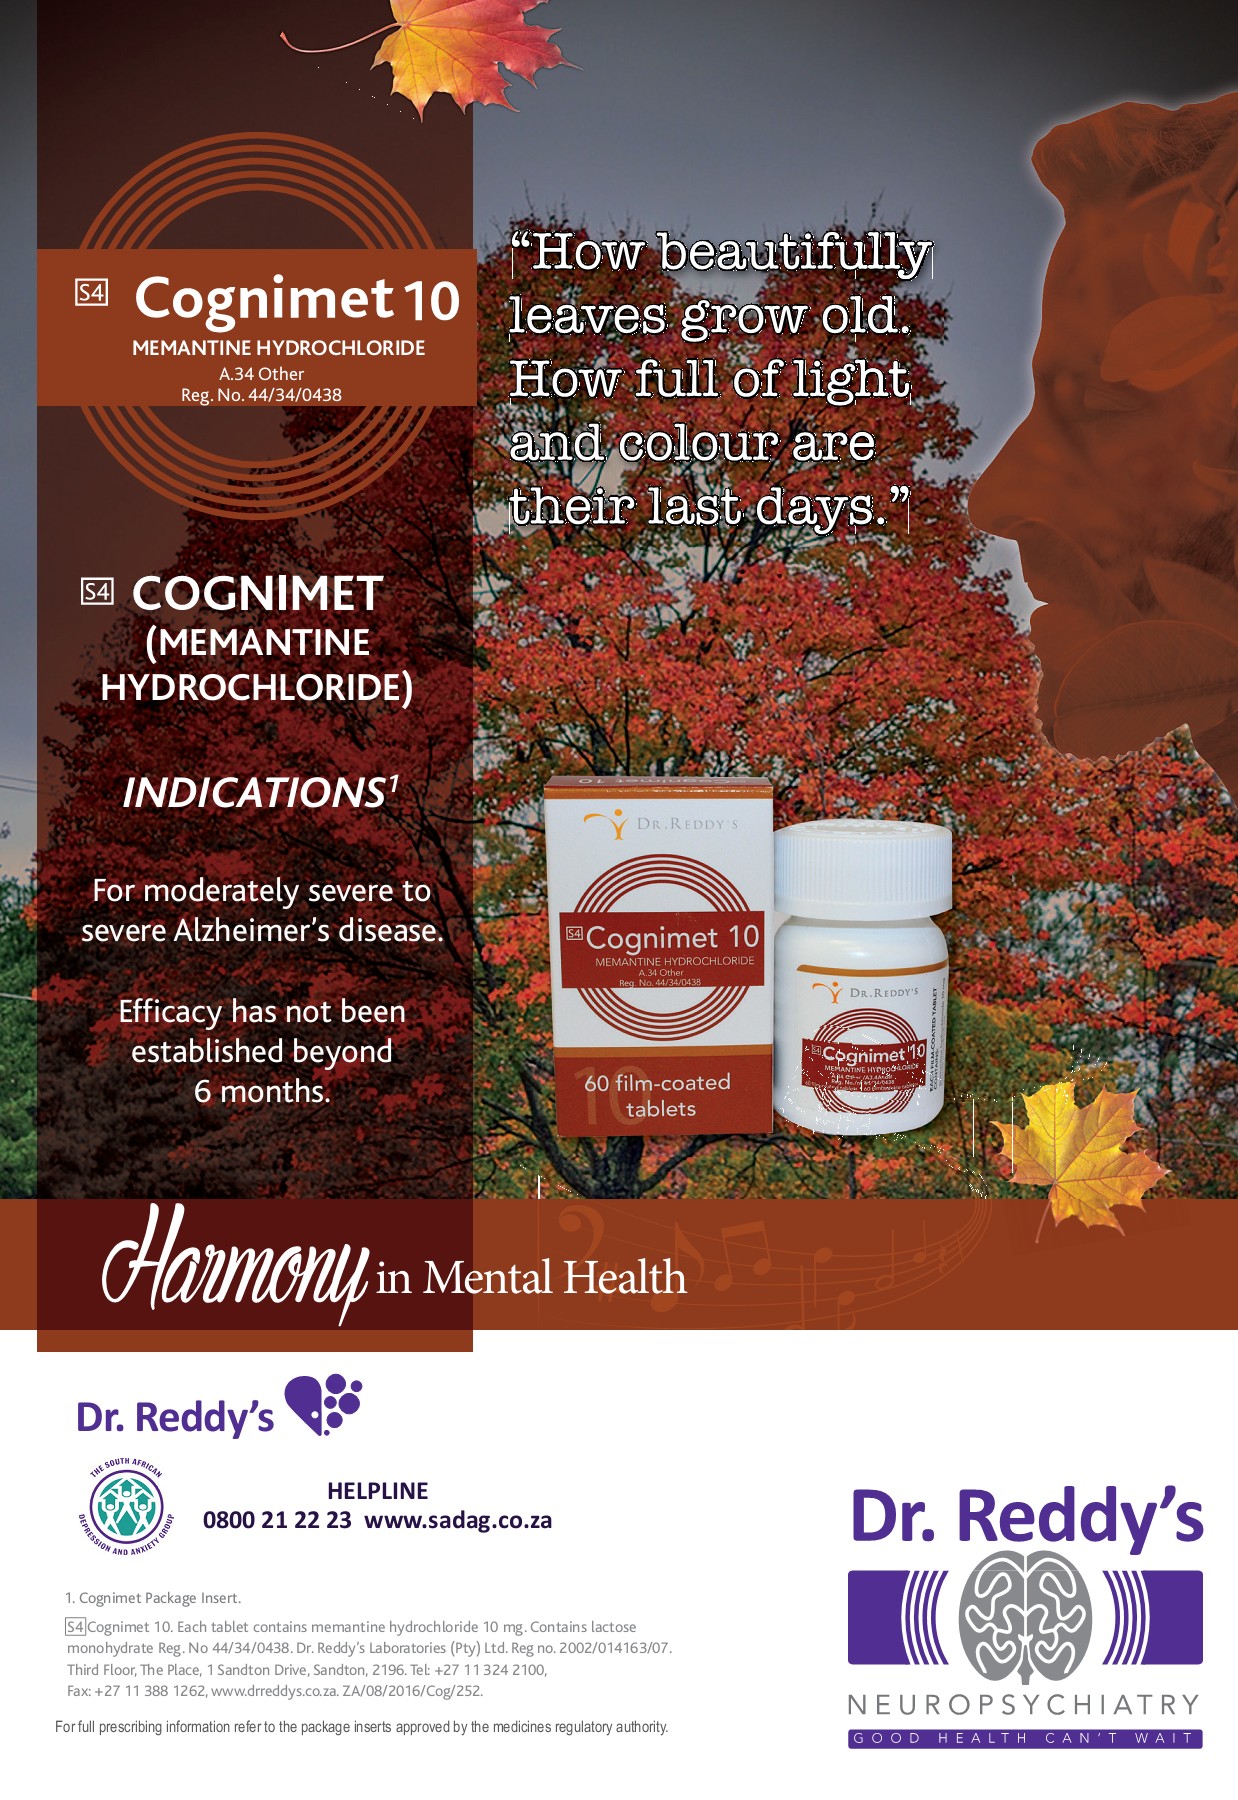 S4 Cognimet 10
MEMANTINE HYDROCHLORIDE
A.34 Other
Reg. No. 44/34/0438
“How beautifully
leaves grow old.
How full of light
and colour are
their last days.”
S4 COGNIMET
(MEMANTINE
HYDROCHLORIDE)
INDICATIONS¹
For moderately severe to
severe Alzheimer’s disease.
Efficacy has not been
established beyond
6 months.
Cognimet 10
DR.REDDY’S
S4 Cognimet 10
MEMANTINE HYDROCHLORIDE
A.34 Other
Reg. No. 44/34/0438
60 film-coated
tablets
DR.REDDY’S
S4 Cognimet 10
MEMANTINE HYDROCHLORIDE
EACH FILM-COATED TABLET
Harmony in Mental Health
Dr. Reddy’s
THE SOUTH AFRICAN
DEPRESSION AND ANXIETY GROUP
HELPLINE
0800 21 22 23 www.sadag.co.za
1. Cognimet Package Insert.
S4 Cognimet 10. Each tablet contains memantine hydrochloride 10 mg. Contains lactose
monohydrate Reg. No 44/34/0438. Dr. Reddy’s Laboratories (Pty) Ltd. Reg no. 2002/014163/07.
Third Floor, The Place, 1 Sandton Drive, Sandton, 2196. Tel: +27 11 324 2100,
Fax: +27 11 388 1262, www.drreddys.co.za. ZA/08/2016/Cog/252.
For full prescribing information refer to the package inserts approved by the medicines regulatory authority.
Dr. Reddy’s
NEUROPSYCHIATRY
GOOD HEALTH CAN’T WAIT